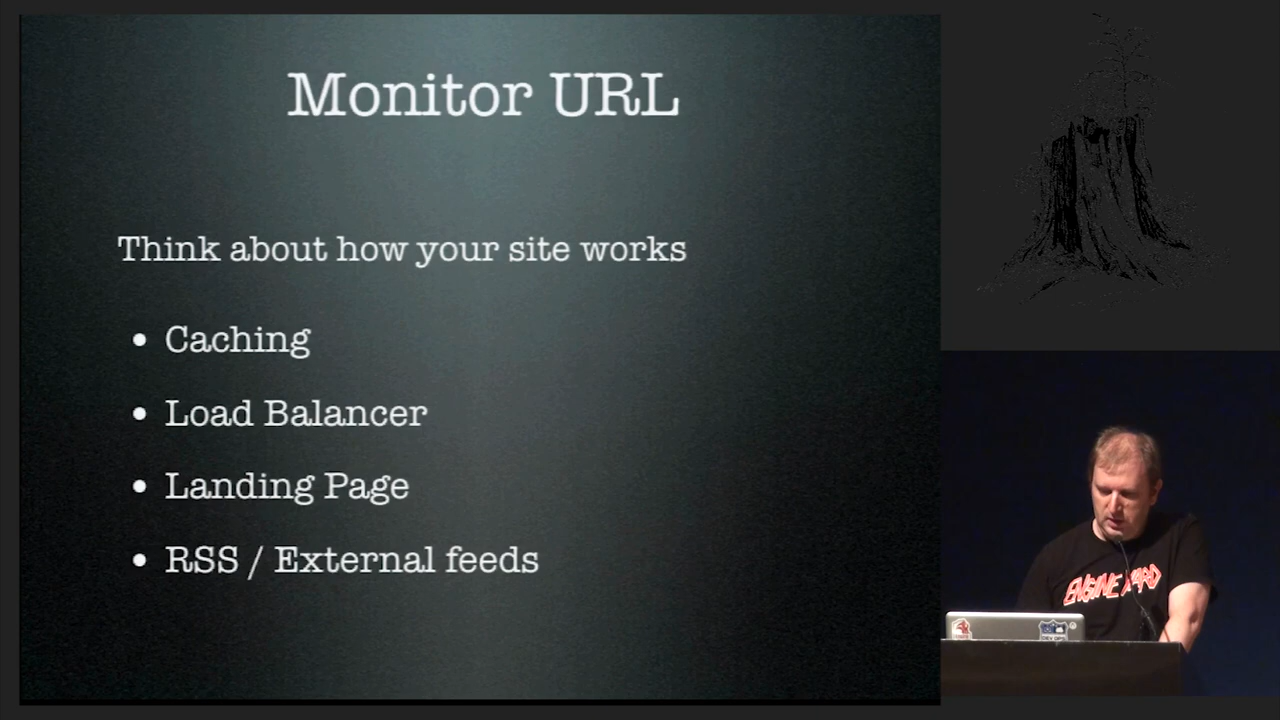 Monitor URL
Think about how your site works
• Caching
• Load Balancer
• Landing Page
• RSS / External feeds
ENGINE YARD